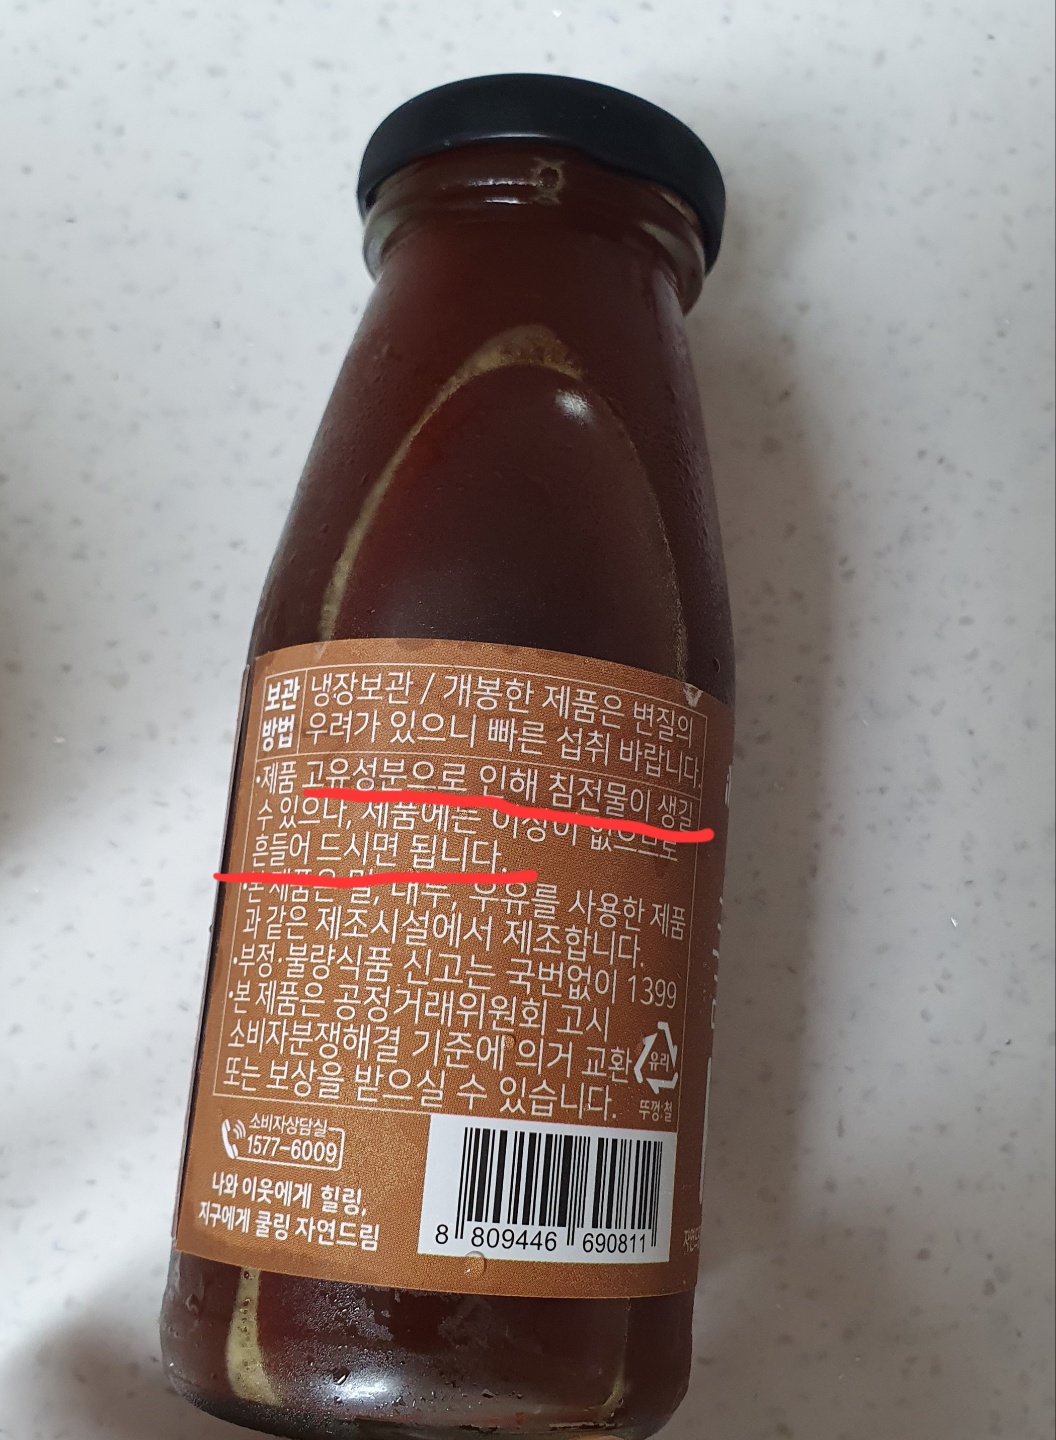 보관 방법
냉장보관 / 개봉한 제품은 변질의
우려가 있으니 빠른 섭취 바랍니다.
•제품 고유성분으로 인해 침전물이 생길
수 있으나, 제품에는 이상이 없으므로
흔들어 드시면 됩니다.
•본 제품은 밀, 대두, 우유를 사용한 제품
과 같은 제조시설에서 제조합니다.
•부정·불량식품 신고는 국번없이 1399
•본 제품은 공정거래위원회 고시
소비자분쟁해결 기준에 의거 교환
또는 보상을 받으실 수 있습니다.
유리
뚜껑:철
소비자상담실
1577-6009
나와 이웃에게 힐링,
지구에게 쿨링 자연드림
8 809446 690811